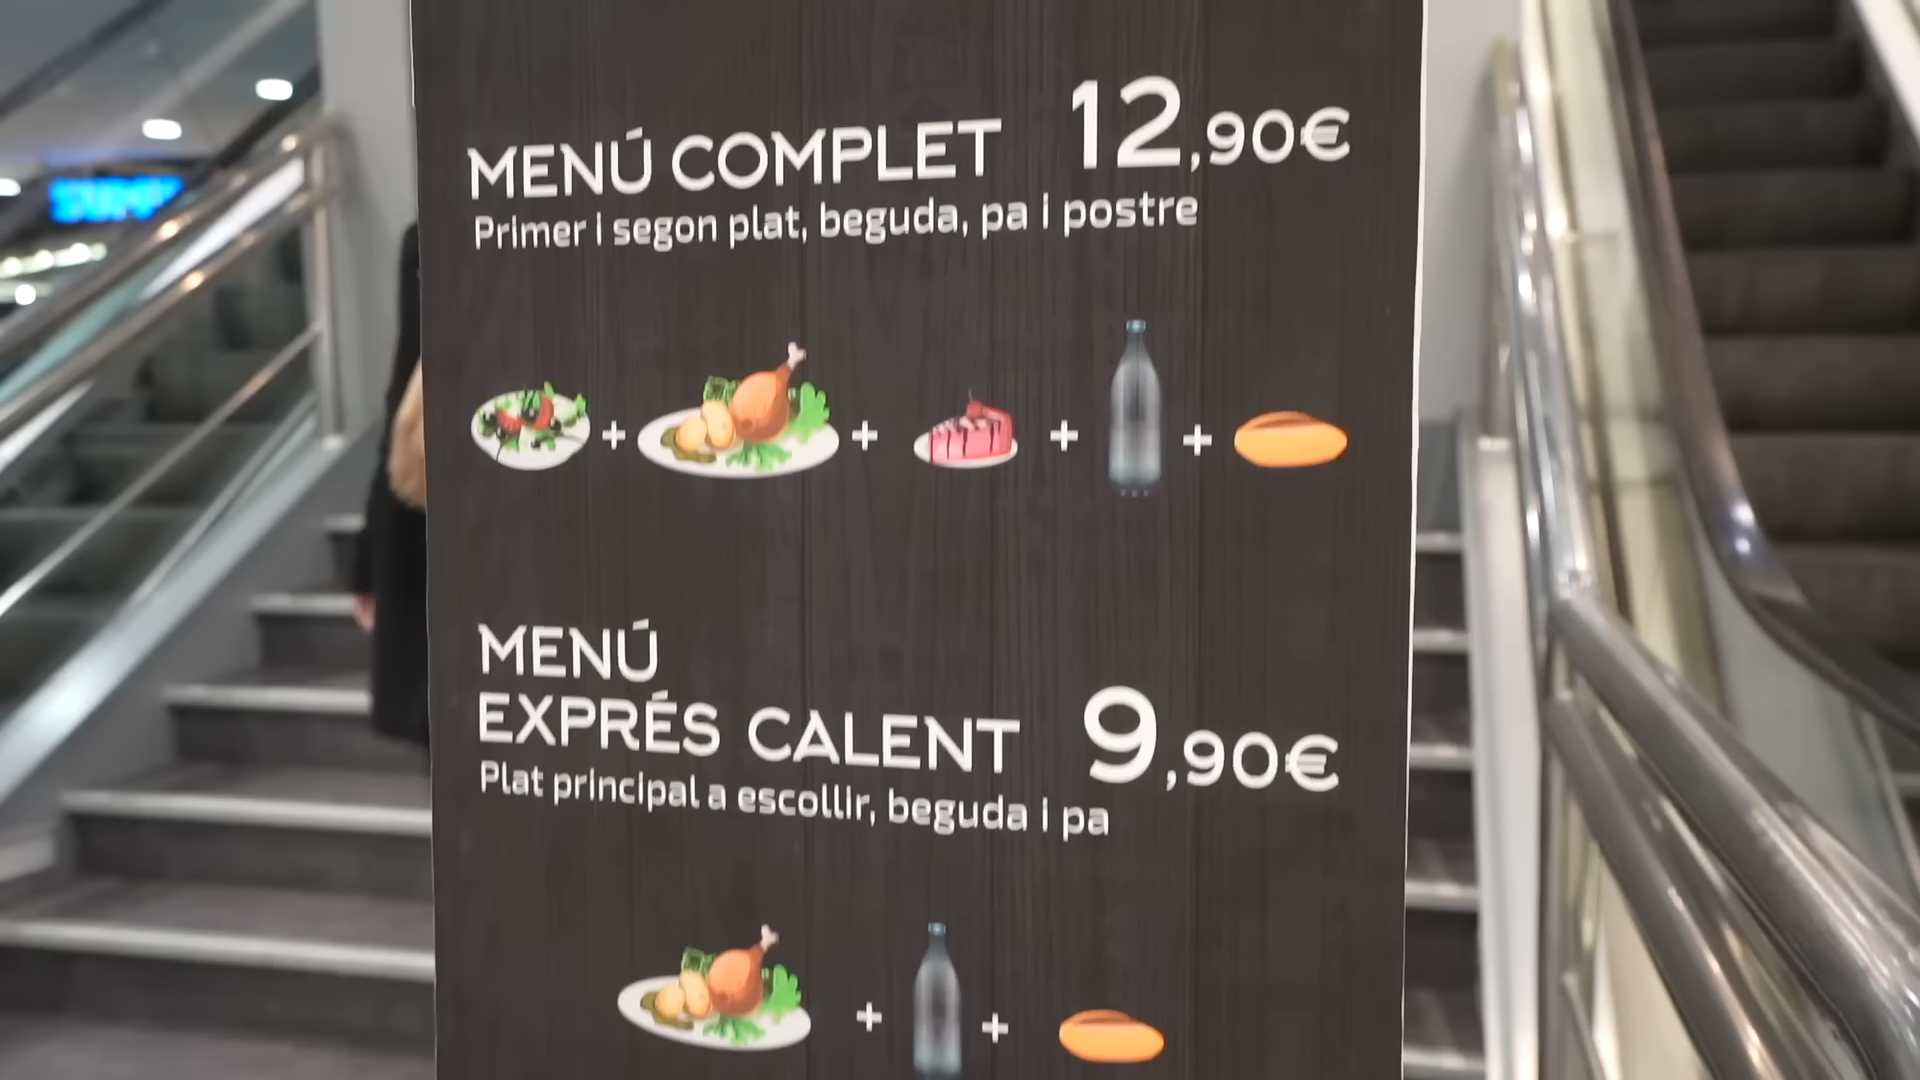 MENÚ COMPLET 12,90€
Primer i segon plat, beguda, pa i postre
+ + + +
MENÚ
EXPRÉS CALENT 9,90€
Plat principal a escollir, beguda i pa
+ +